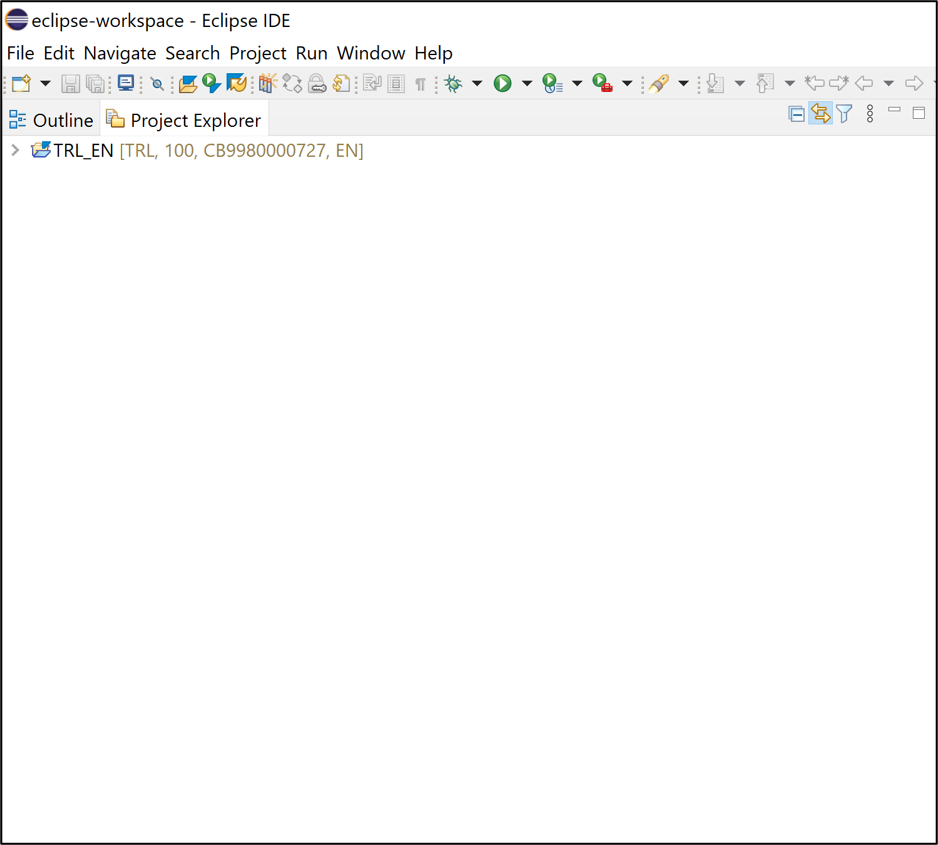 eclipse-workspace - Eclipse IDE
File Edit Navigate Search Project Run Window Help
Outline Project Explorer
TRL_EN [TRL, 100, CB9980000727, EN]